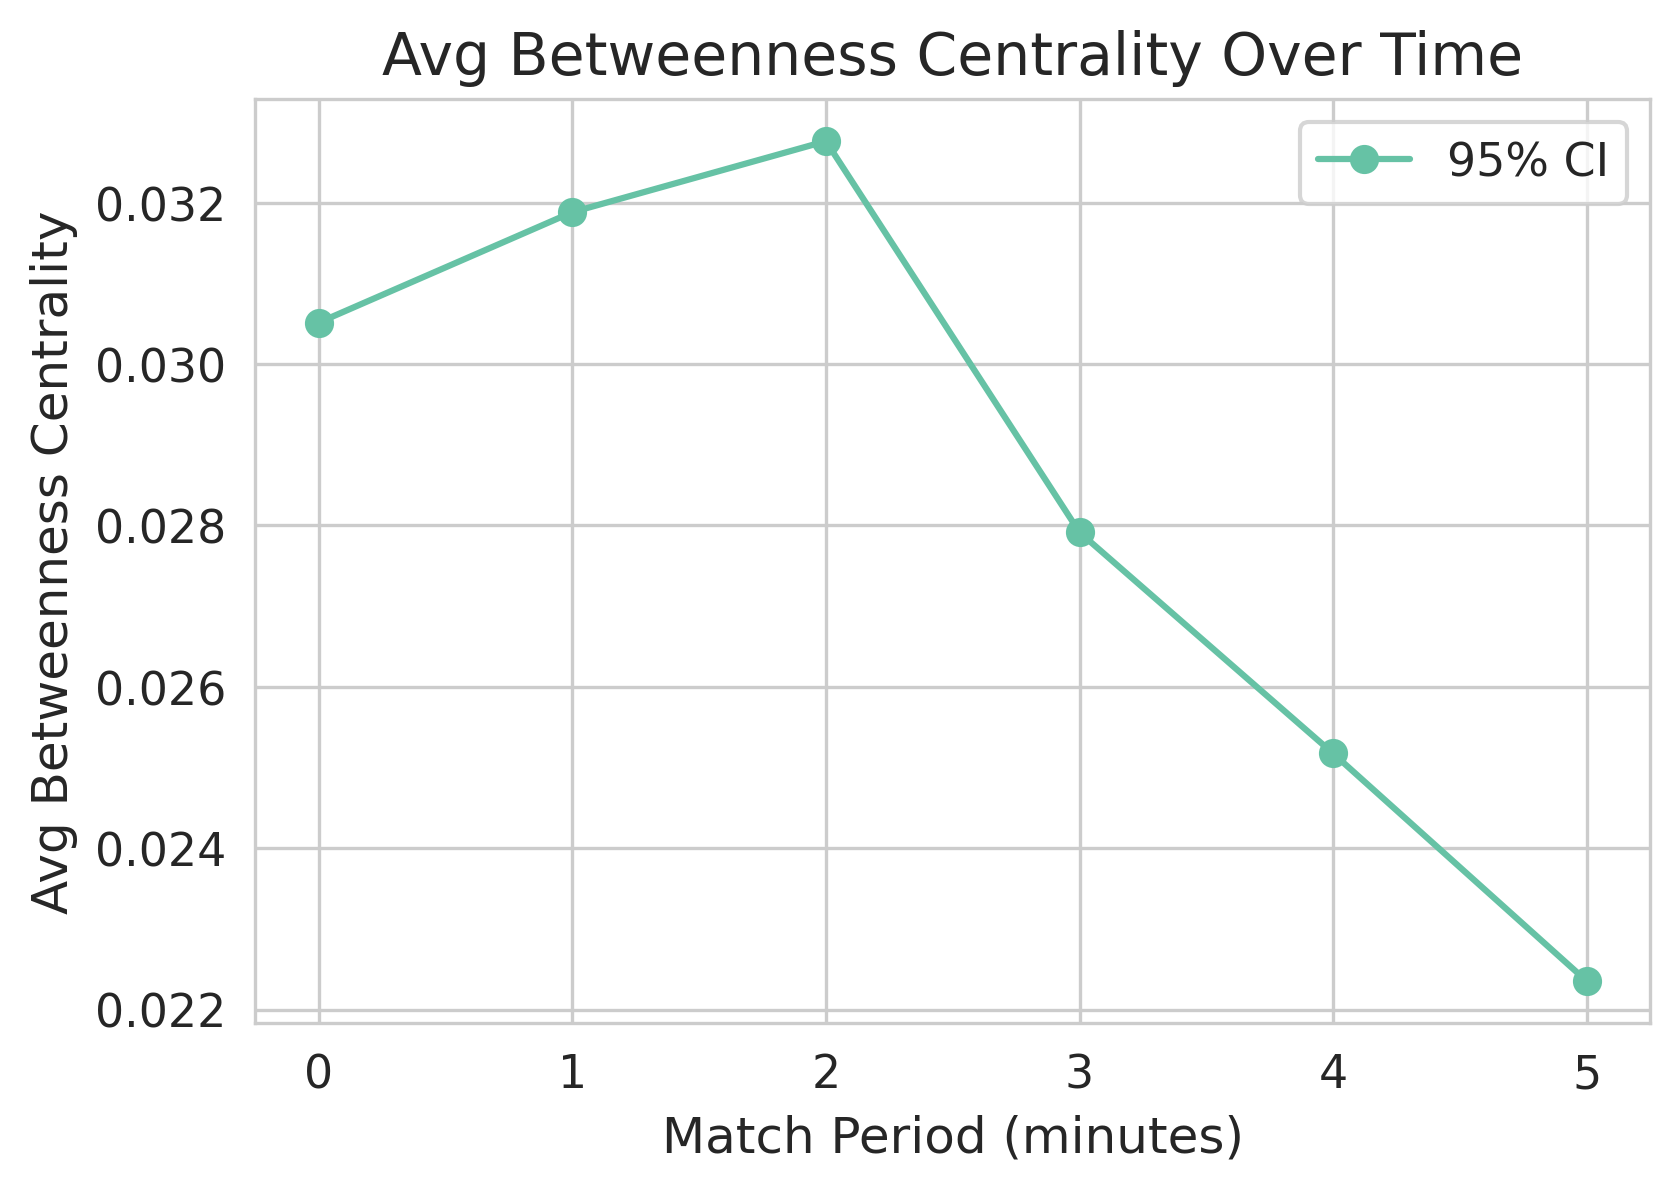 Avg Betweenness Centrality Over Time
95% CI
Avg Betweenness Centrality
0.032
0.030
0.028
0.026
0.024
0.022
0 1 2 3 4 5
Match Period (minutes)